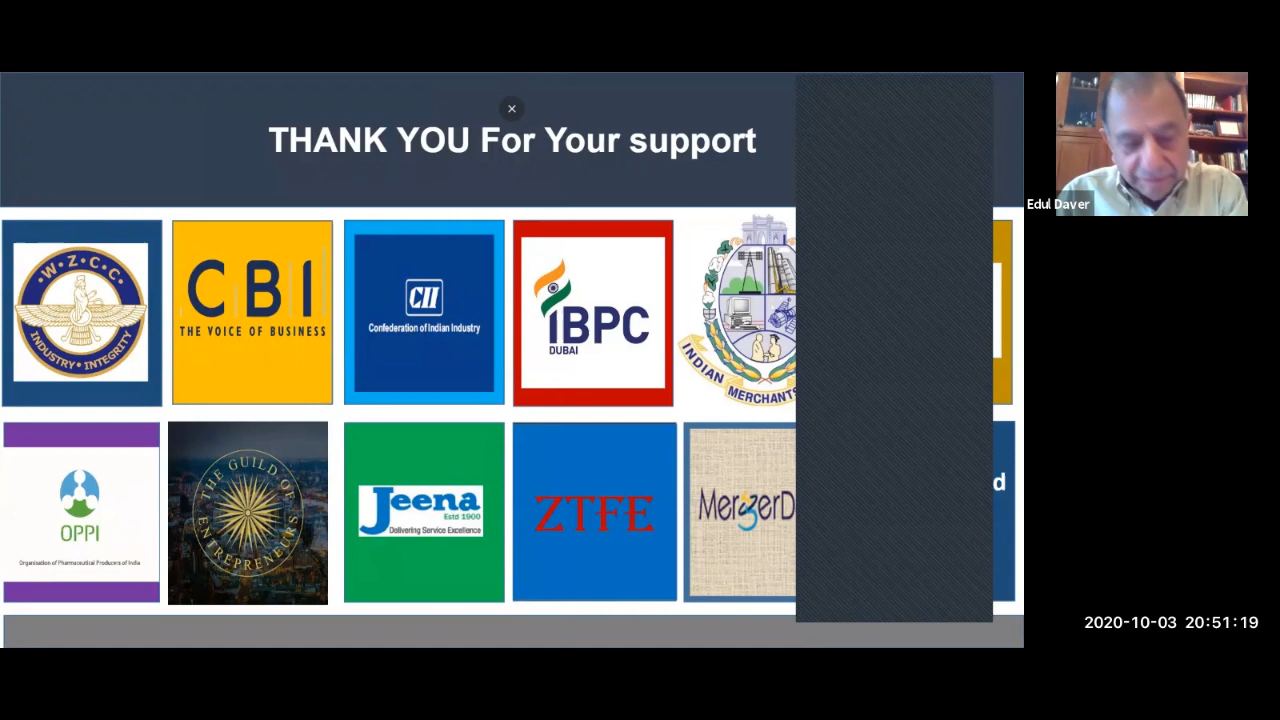 THANK YOU For Your support
Edul Daver
W.Z.C.C.
INDUSTRY • INTEGRITY
CBI
THE VOICE OF BUSINESS
CII
Confederation of Indian Industry
IBPC
DUBAI
INDIAN MERCHANTS
OPPI
Organisation of Pharmaceutical Producers of India
THE GUILD OF
ENTREPRENEURS
Jeena
Estd 1900
Delivering Service Excellence
ZTFE
MergerD
d
2020-10-03 20:51:19